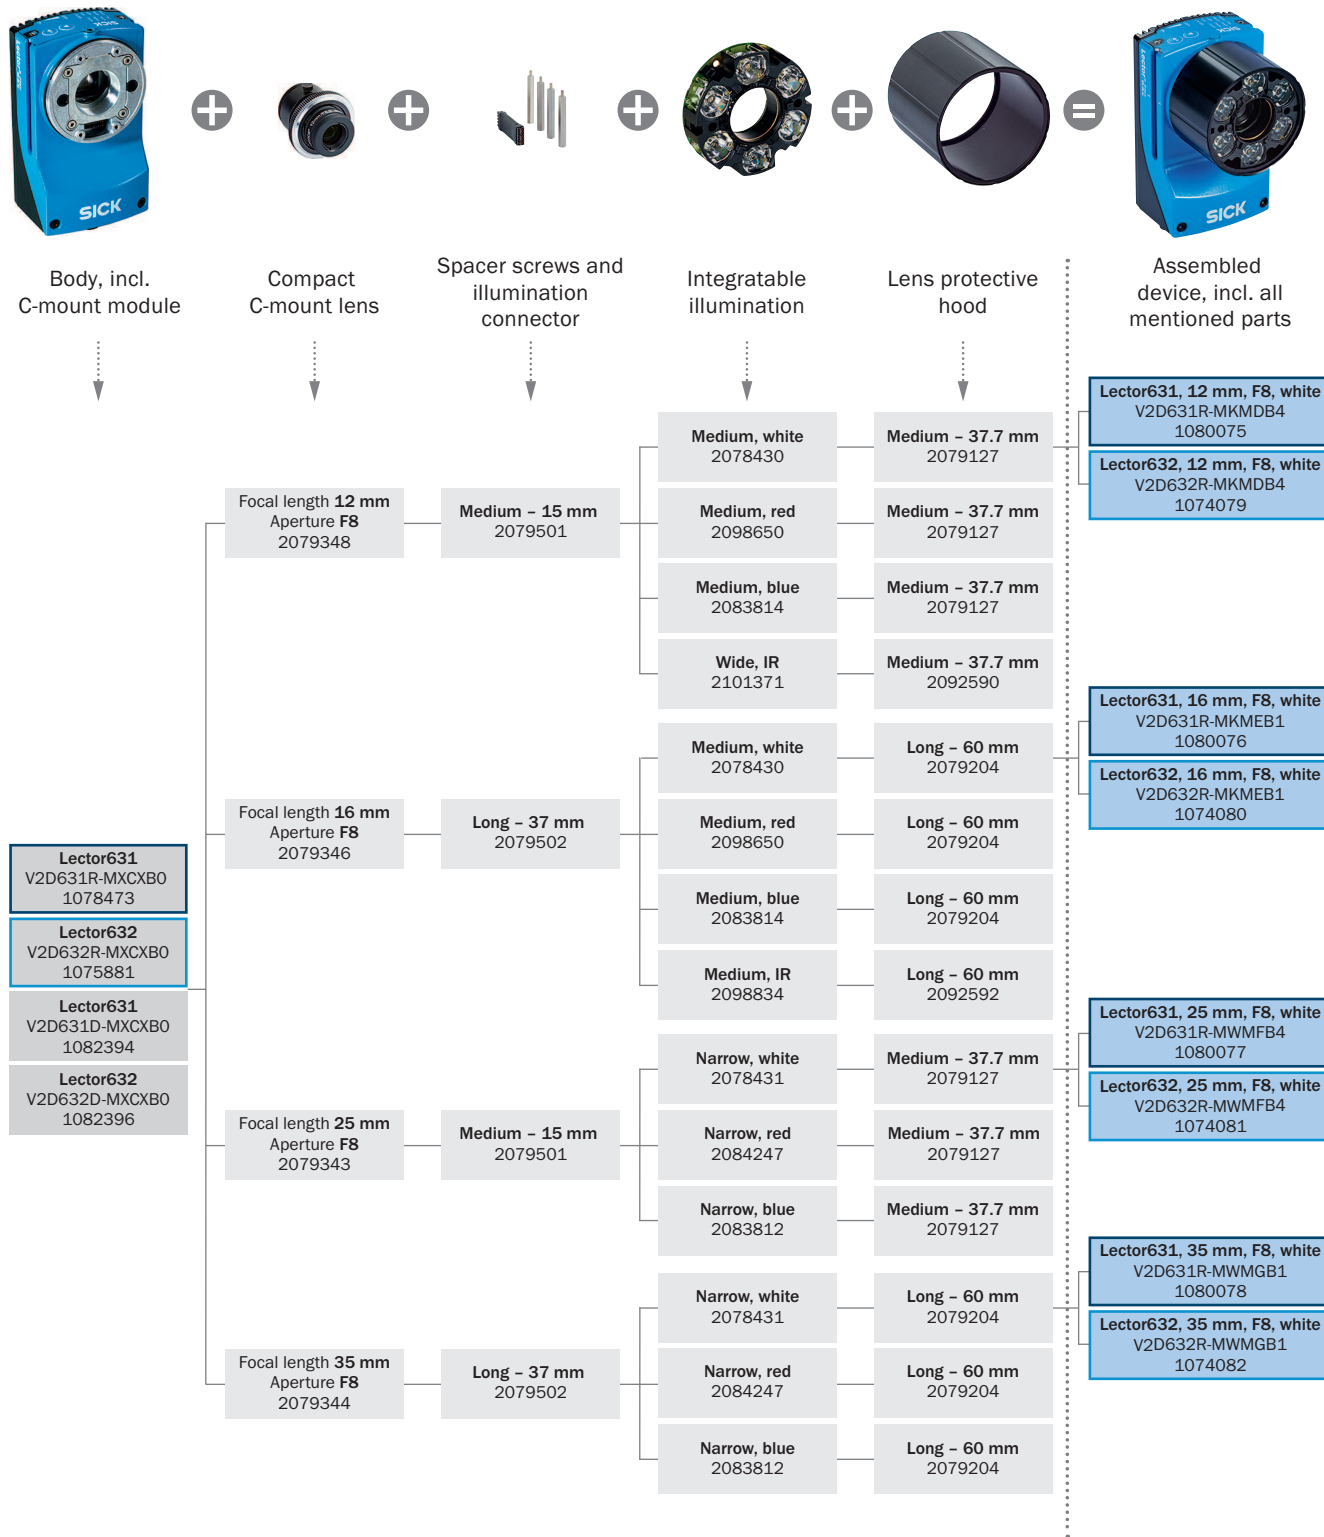 SICK
SICK
Body, incl.
C-mount module
Compact
C-mount lens
Spacer screws and
illumination
connector
Integratable
illumination
Lens protective
hood
Assembled
device, incl. all
mentioned parts
Lector631
V2D631R-MXCXB0
1078473
Lector632
V2D632R-MXCXB0
1075881
Lector631
V2D631D-MXCXB0
1082394
Lector632
V2D632D-MXCXB0
1082396
Focal length 12 mm
Aperture F8
2079348
Medium – 15 mm
2079501
Medium, white
2078430
Medium – 37.7 mm
2079127
Medium, red
2098650
Medium – 37.7 mm
2079127
Medium, blue
2083814
Medium – 37.7 mm
2079127
Wide, IR
2101371
Medium – 37.7 mm
2092590
Lector631, 12 mm, F8, white
V2D631R-MKMDB4
1080075
Lector632, 12 mm, F8, white
V2D632R-MKMDB4
1074079
Focal length 16 mm
Aperture F8
2079346
Long – 37 mm
2079502
Medium, white
2078430
Long – 60 mm
2079204
Medium, red
2098650
Long – 60 mm
2079204
Medium, blue
2083814
Long – 60 mm
2079204
Medium, IR
2098834
Long – 60 mm
2092592
Lector631, 16 mm, F8, white
V2D631R-MKMEB1
1080076
Lector632, 16 mm, F8, white
V2D632R-MKMEB1
1074080
Focal length 25 mm
Aperture F8
2079343
Medium – 15 mm
2079501
Narrow, white
2078431
Medium – 37.7 mm
2079127
Narrow, red
2084247
Medium – 37.7 mm
2079127
Narrow, blue
2083812
Medium – 37.7 mm
2079127
Lector631, 25 mm, F8, white
V2D631R-MWMFB4
1080077
Lector632, 25 mm, F8, white
V2D632R-MWMFB4
1074081
Focal length 35 mm
Aperture F8
2079344
Long – 37 mm
2079502
Narrow, white
2078431
Long – 60 mm
2079204
Narrow, red
2084247
Long – 60 mm
2079204
Narrow, blue
2083812
Long – 60 mm
2079204
Lector631, 35 mm, F8, white
V2D631R-MWMGB1
1080078
Lector632, 35 mm, F8, white
V2D632R-MWMGB1
1074082